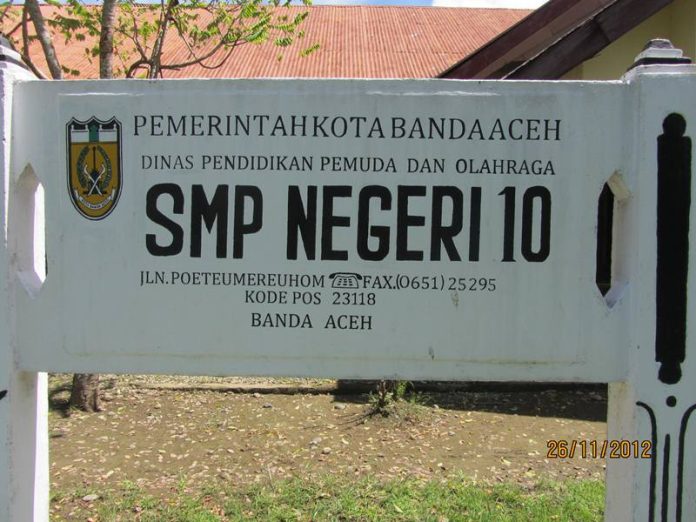 PEMERINTAH KOTA BANDA ACEH
DINAS PENDIDIKAN PEMUDA DAN OLAHRAGA
SMP NEGERI 10
JLN. POETEUMEREUHOM ☎ FAX.(0651) 25295
KODE POS 23118
BANDA ACEH
26/11/2012